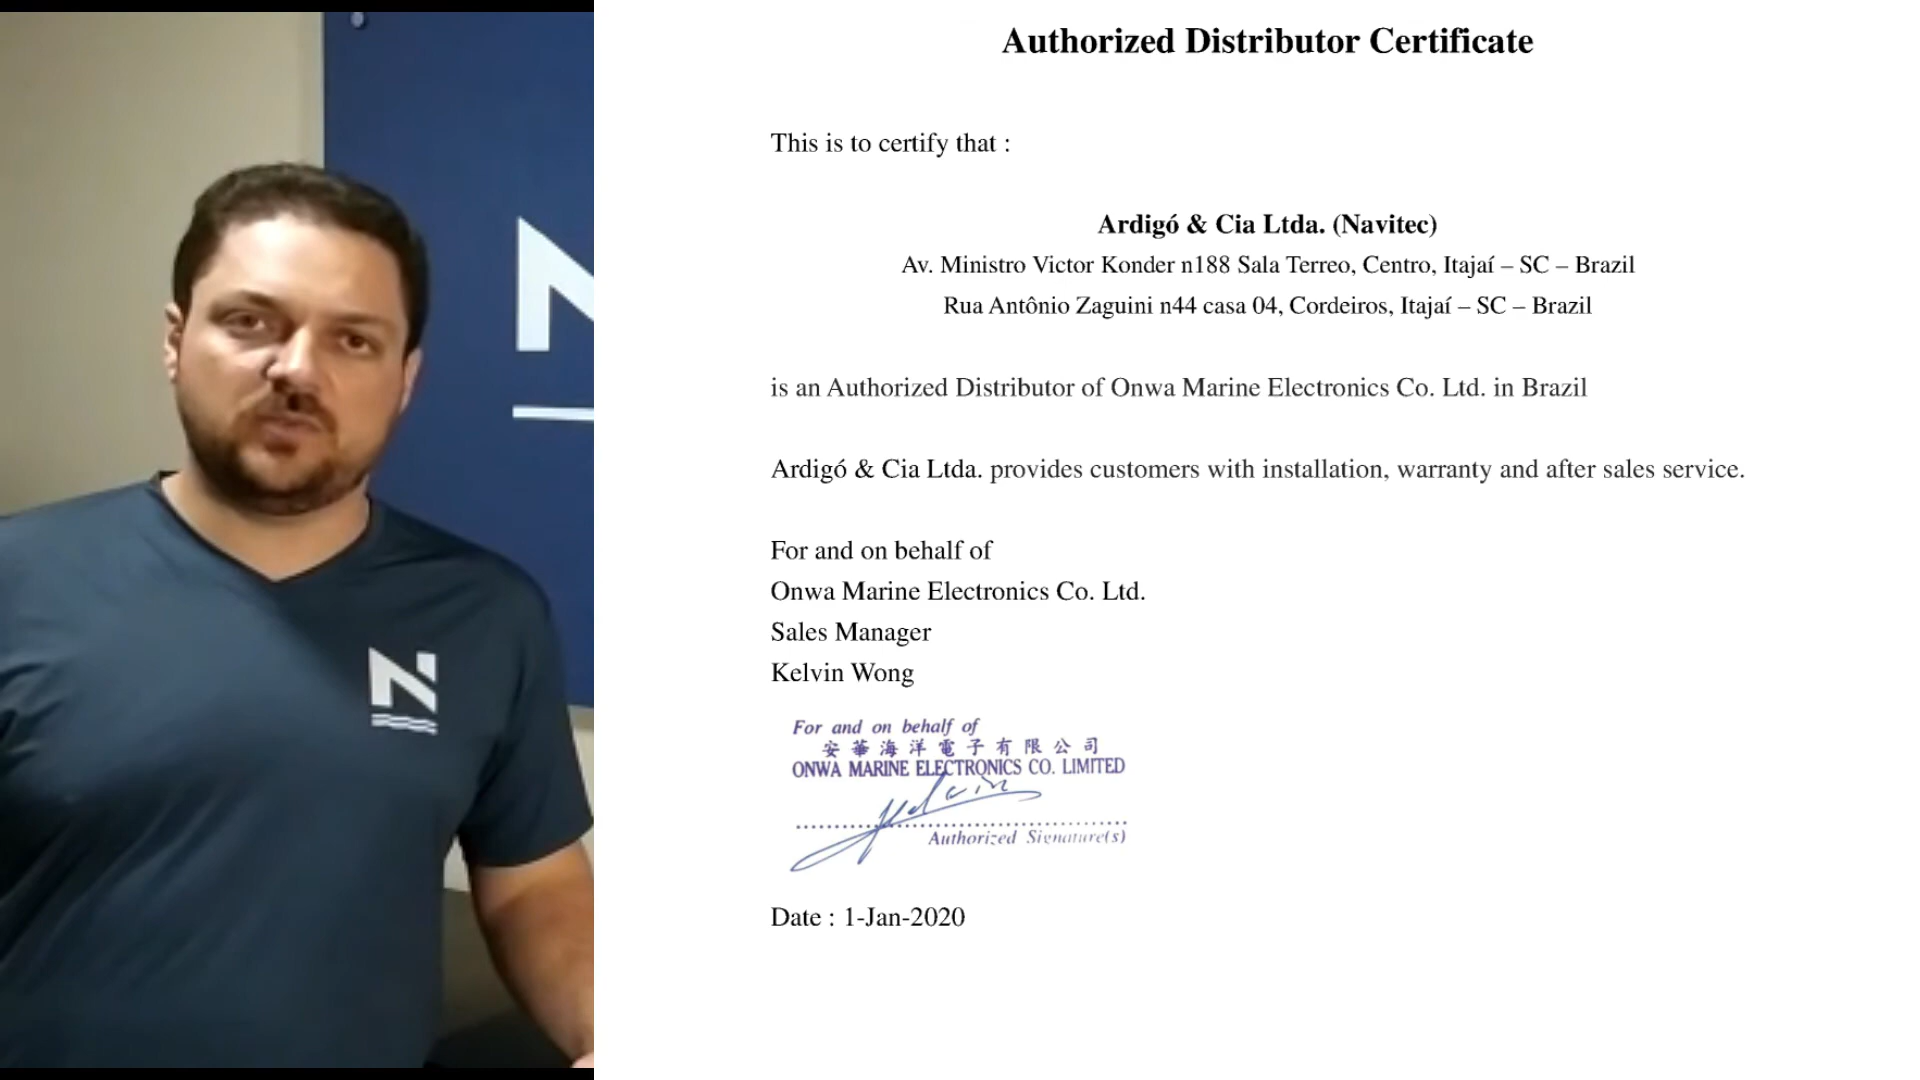 Authorized Distributor Certificate
This is to certify that :
Ardigó & Cia Ltda. (Navitec)
Av. Ministro Victor Konder n188 Sala Terreo, Centro, Itajaí – SC – Brazil
Rua Antônio Zaguini n44 casa 04, Cordeiros, Itajaí – SC – Brazil
is an Authorized Distributor of Onwa Marine Electronics Co. Ltd. in Brazil
Ardigó & Cia Ltda. provides customers with installation, warranty and after sales service.
For and on behalf of
Onwa Marine Electronics Co. Ltd.
Sales Manager
Kelvin Wong
For and on behalf of
安華海洋電子有限公司
ONWA MARINE ELECTRONICS CO. LIMITED
Kelvin
Authorized Signature(s)
Date : 1-Jan-2020
N
N